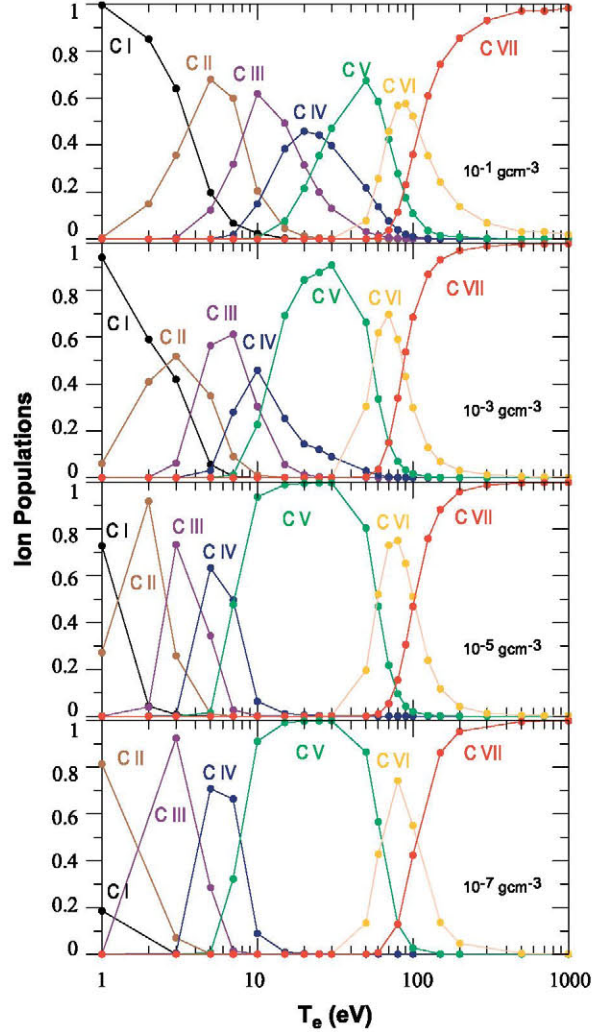 1
0.8
0.6
0.4
0.2
0
C I
C II
C III
C IV
C V
C VI
C VII
10-1 gcm-3
1
0.8
0.6
0.4
0.2
0
C I
C II
C III
C IV
C V
C VI
C VII
10-3 gcm-3
1
0.8
0.6
0.4
0.2
0
C I
C II
C III
C IV
C V
C VI
C VII
10-5 gcm-3
1
0.8
0.6
0.4
0.2
0
C I
C II
C III
C IV
C V
C VI
C VII
10-7 gcm-3
Ion Populations
1
10
100
1000
Te (eV)